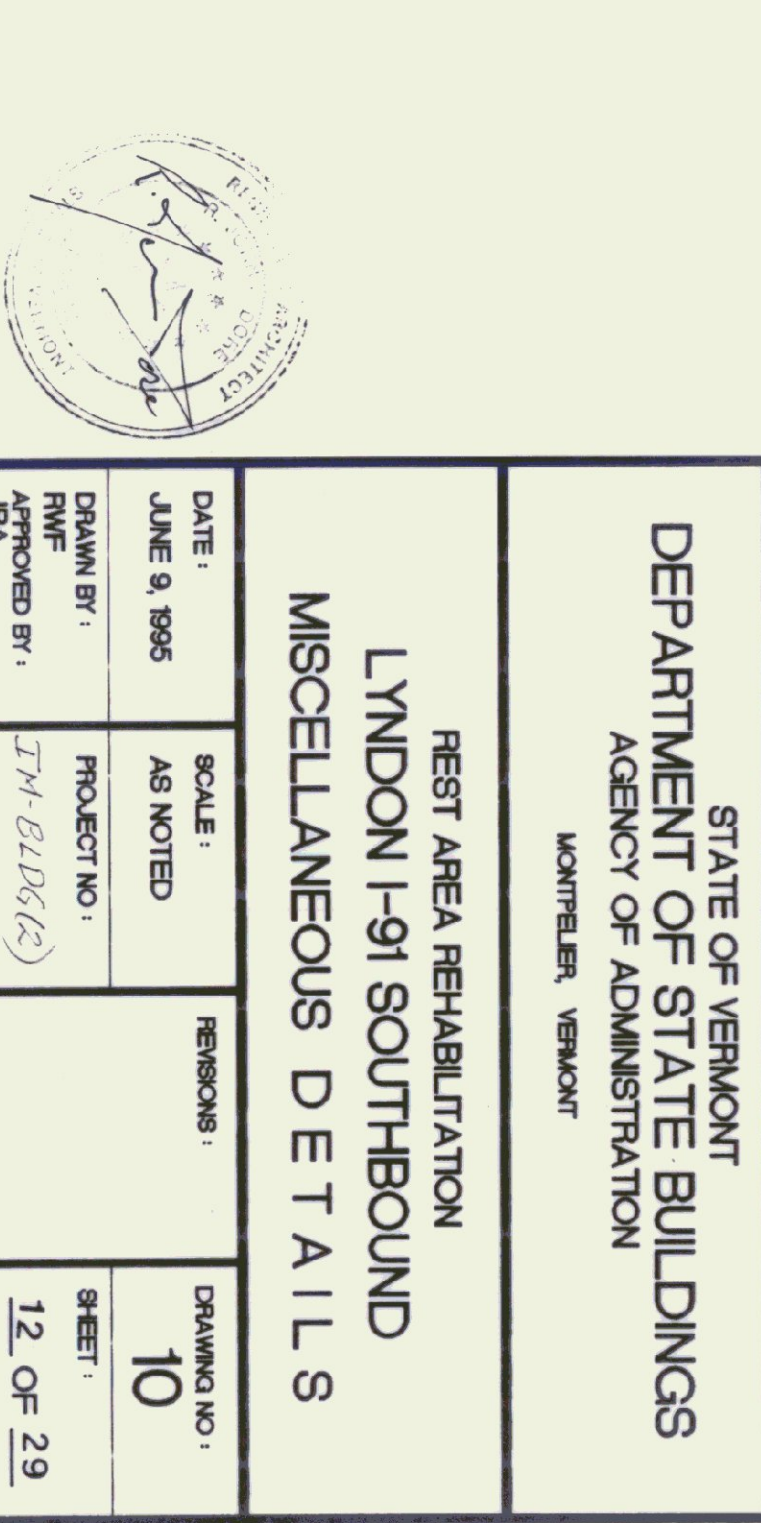 STATE OF VERMONT
DEPARTMENT OF STATE BUILDINGS
AGENCY OF ADMINISTRATION
MONTPELIER, VERMONT
REST AREA REHABILITATION
LYNDON I-91 SOUTHBOUND
MISCELLANEOUS DETAILS
DATE :
JUNE 9, 1995
SCALE :
AS NOTED
REVISIONS :
DRAWING NO :
10
DRAWN BY :
RWF
APPROVED BY :
PROJECT NO :
IM-BLDG(2)
SHEET :
12 OF 29
ARCHITECT
DORE
VERMONT